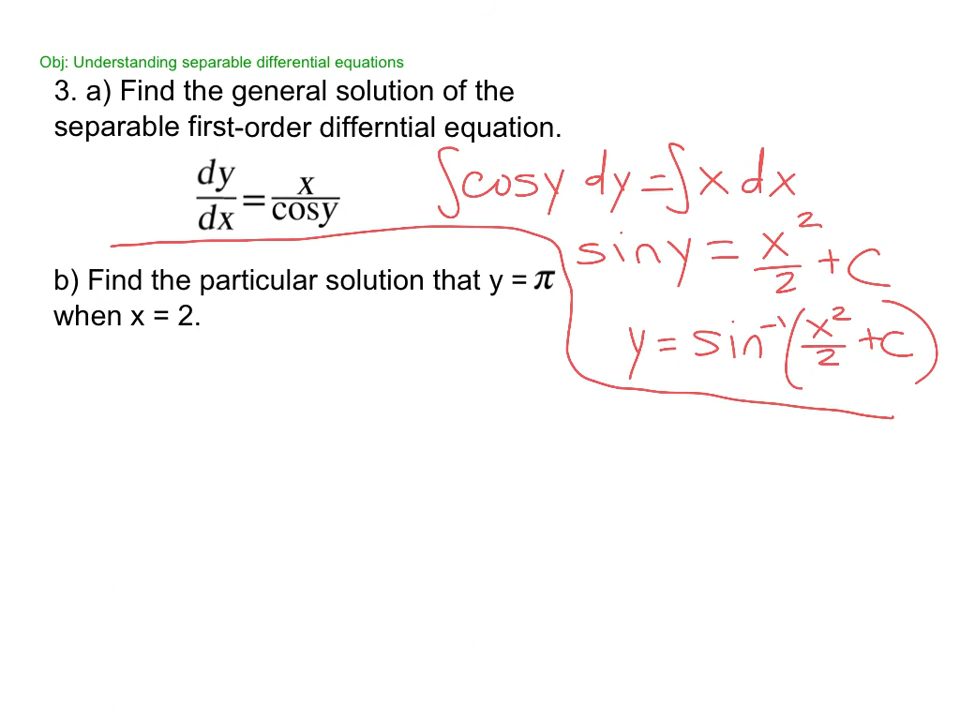 Obj: Understanding separable differential equations
3. a) Find the general solution of the
separable first-order differntial equation.
dy/dx = x/cosy
∫cosy dy = ∫x dx
siny = x²/2 + C
y = sin⁻¹(x²/2 + C)
b) Find the particular solution that y = π
when x = 2.